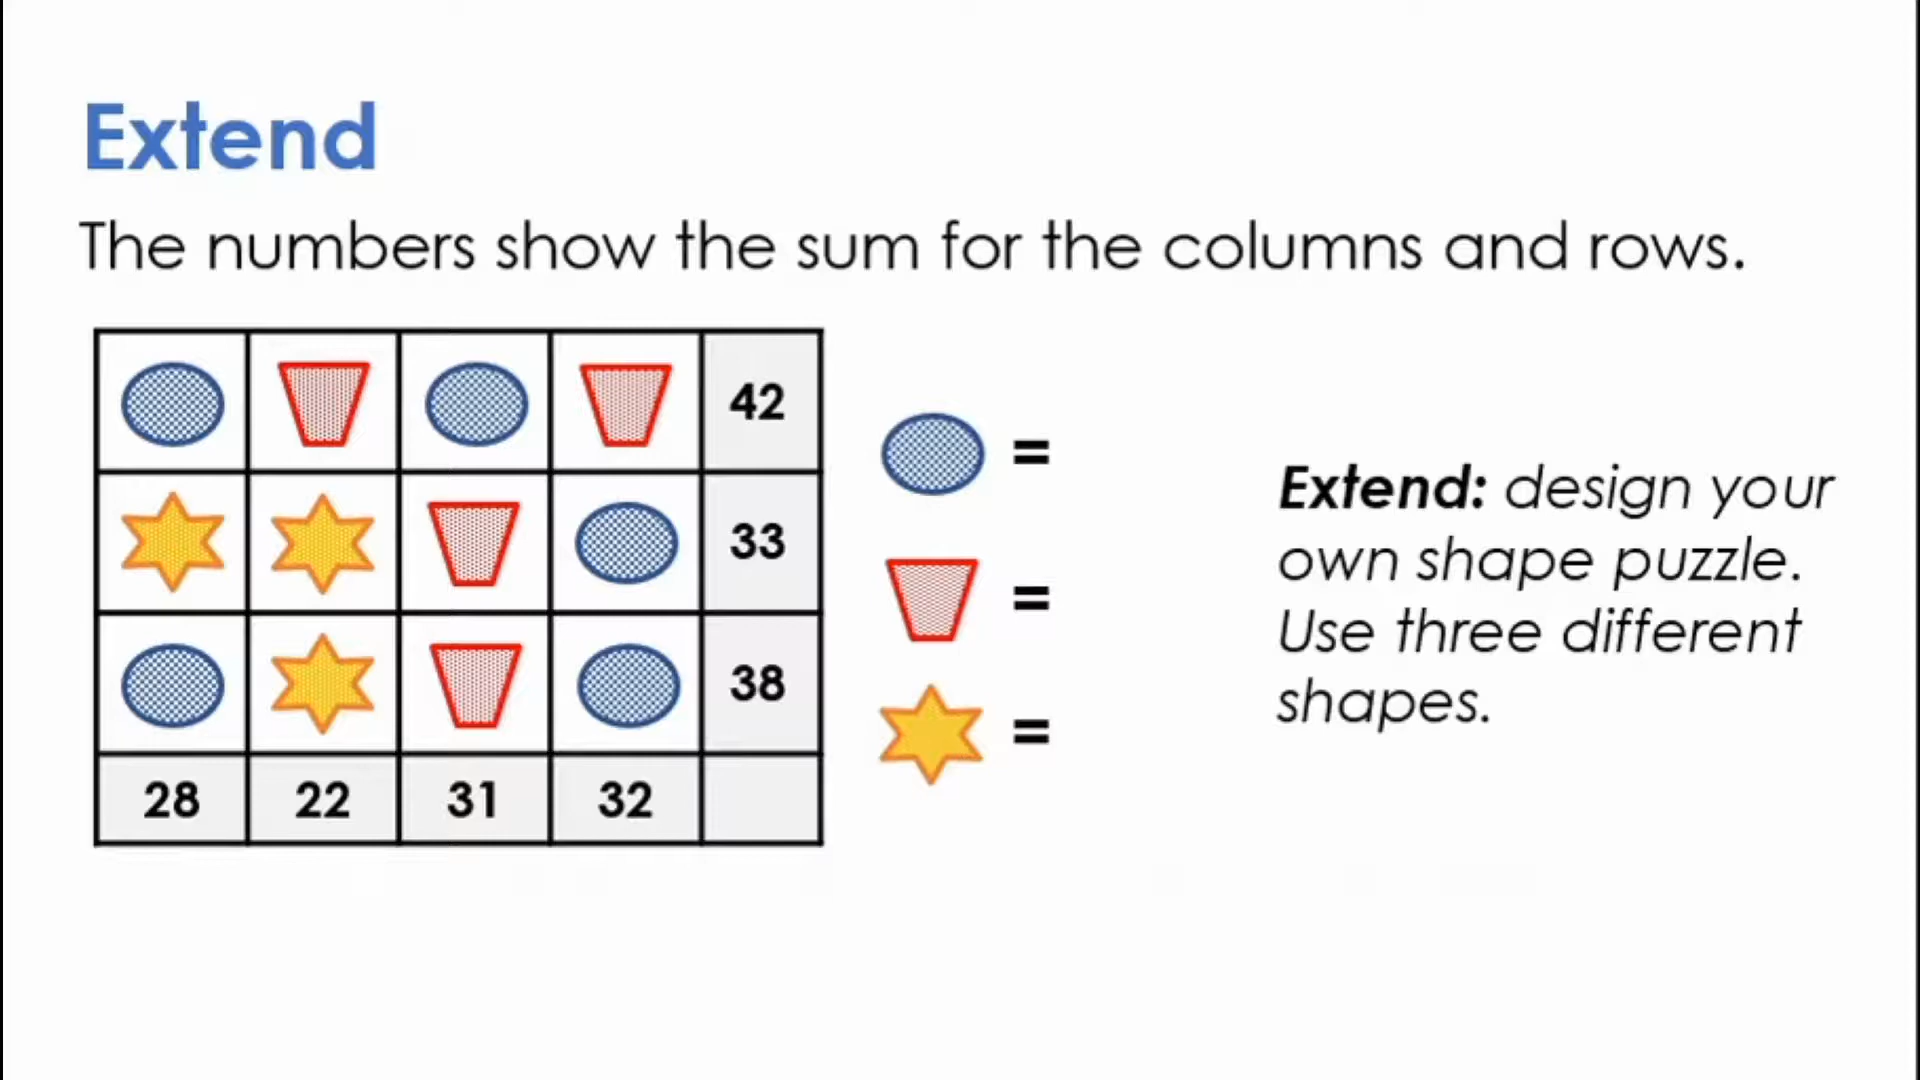 Extend
The numbers show the sum for the columns and rows.
42
33
38
28 22 31 32
=
=
=
Extend: design your
own shape puzzle.
Use three different
shapes.